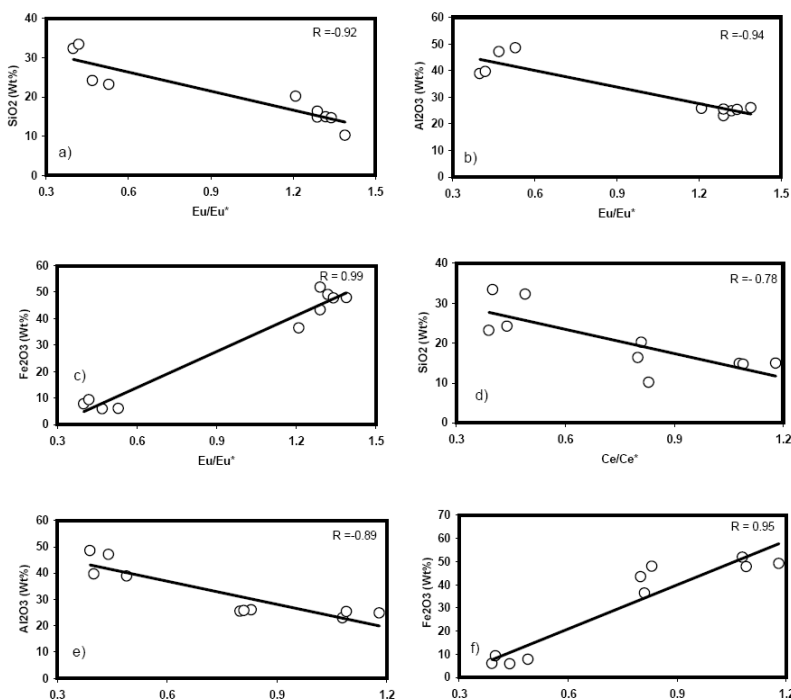 R =-0.92
40
30
20
10
0
SiO2 (Wt%)
a)
0.3 0.6 0.9 1.2 1.5
Eu/Eu*
R =-0.94
60
50
40
30
20
10
0
Al2O3 (Wt%)
b)
0.3 0.6 0.9 1.2 1.5
Eu/Eu*
R = 0.99
60
50
40
30
20
10
0
Fe2O3 (Wt%)
c)
0.3 0.6 0.9 1.2 1.5
Eu/Eu*
R =- 0.78
40
30
20
10
0
SiO2 (Wt%)
d)
0.3 0.6 0.9 1.2
Ce/Ce*
R =-0.89
60
50
40
30
20
10
0
Al2O3 (Wt%)
e)
0.3 0.6 0.9 1.2
R = 0.95
70
60
50
40
30
20
10
0
Fe2O3 (Wt%)
f)
0.3 0.6 0.9 1.2